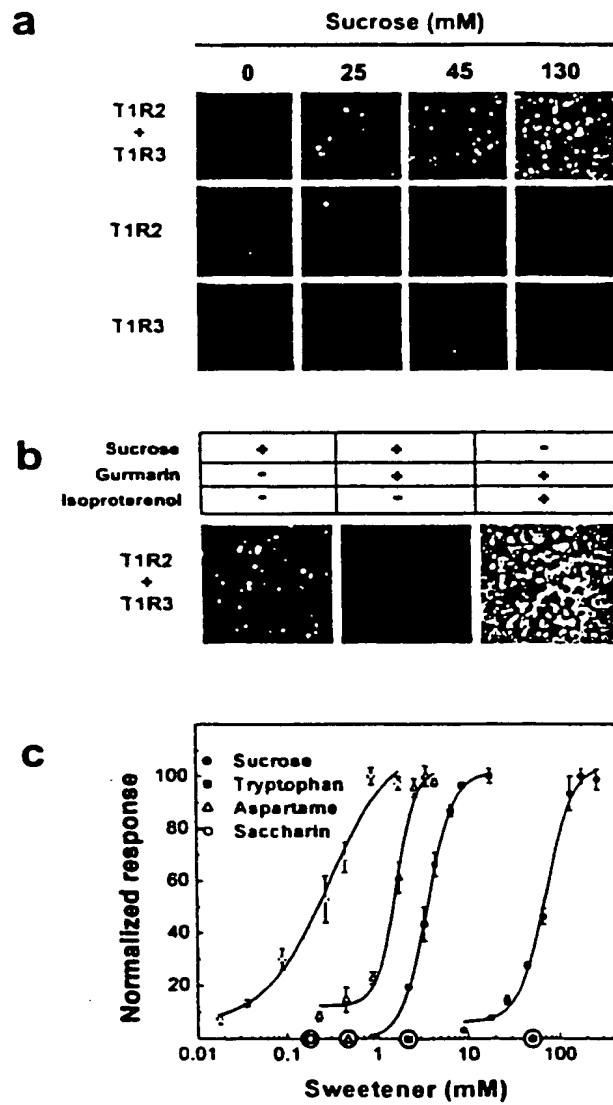 a
Sucrose (mM)
0 25 45 130
T1R2
+
T1R3
T1R2
T1R3
b
Sucrose + + -
Gurmarin - + +
Isoproterenol - - +
T1R2
+
T1R3
c
Sucrose
Tryptophan
Aspartame
Saccharin
Normalized response
100
80
60
40
20
0.01 0.1 1 10 100
Sweetener (mM)